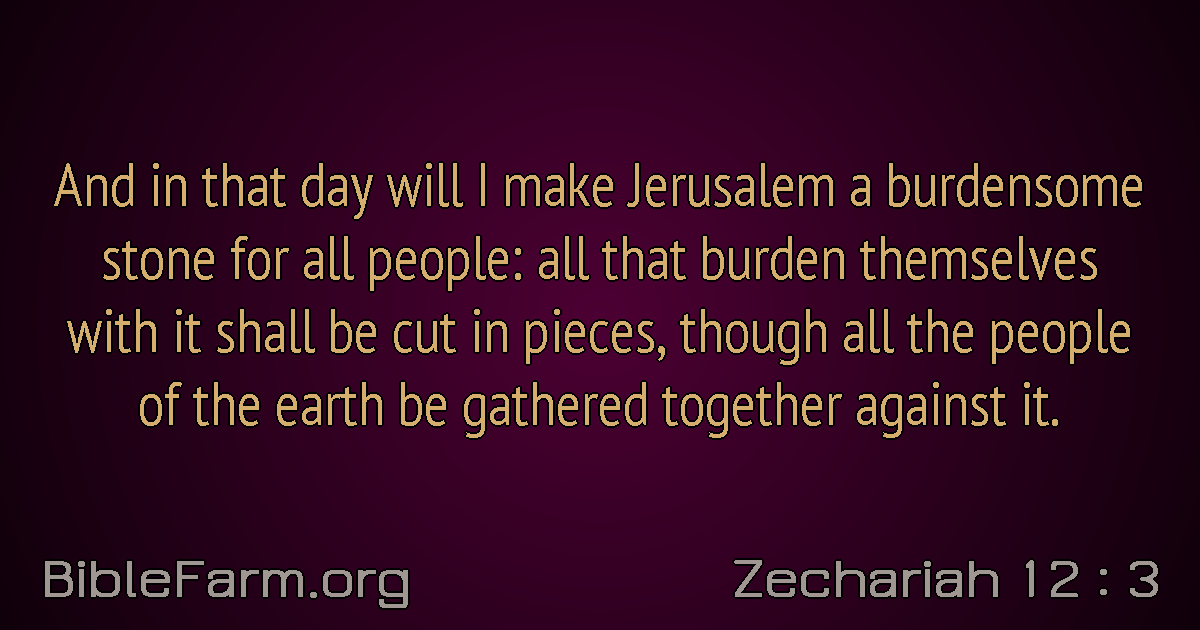 And in that day will I make Jerusalem a burdensome
stone for all people: all that burden themselves
with it shall be cut in pieces, though all the people
of the earth be gathered together against it.
BibleFarm.org
Zechariah 12 : 3